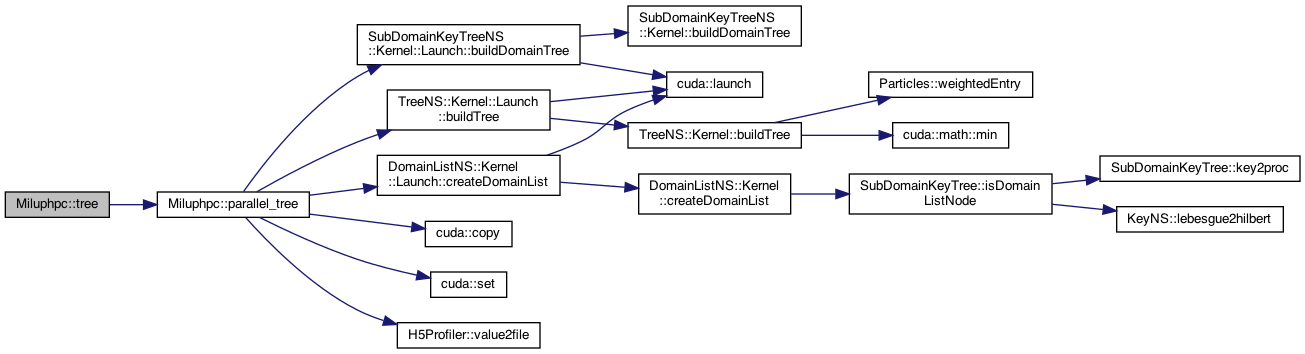 Miluphpc::tree
Miluphpc::parallel_tree
SubDomainKeyTreeNS
::Kernel::Launch::buildDomainTree
TreeNS::Kernel::Launch
::buildTree
DomainListNS::Kernel
::Launch::createDomainList
cuda::copy
cuda::set
H5Profiler::value2file
SubDomainKeyTreeNS
::Kernel::buildDomainTree
cuda::launch
TreeNS::Kernel::buildTree
DomainListNS::Kernel
::createDomainList
Particles::weightedEntry
cuda::math::min
SubDomainKeyTree::isDomain
ListNode
SubDomainKeyTree::key2proc
KeyNS::lebesgue2hilbert